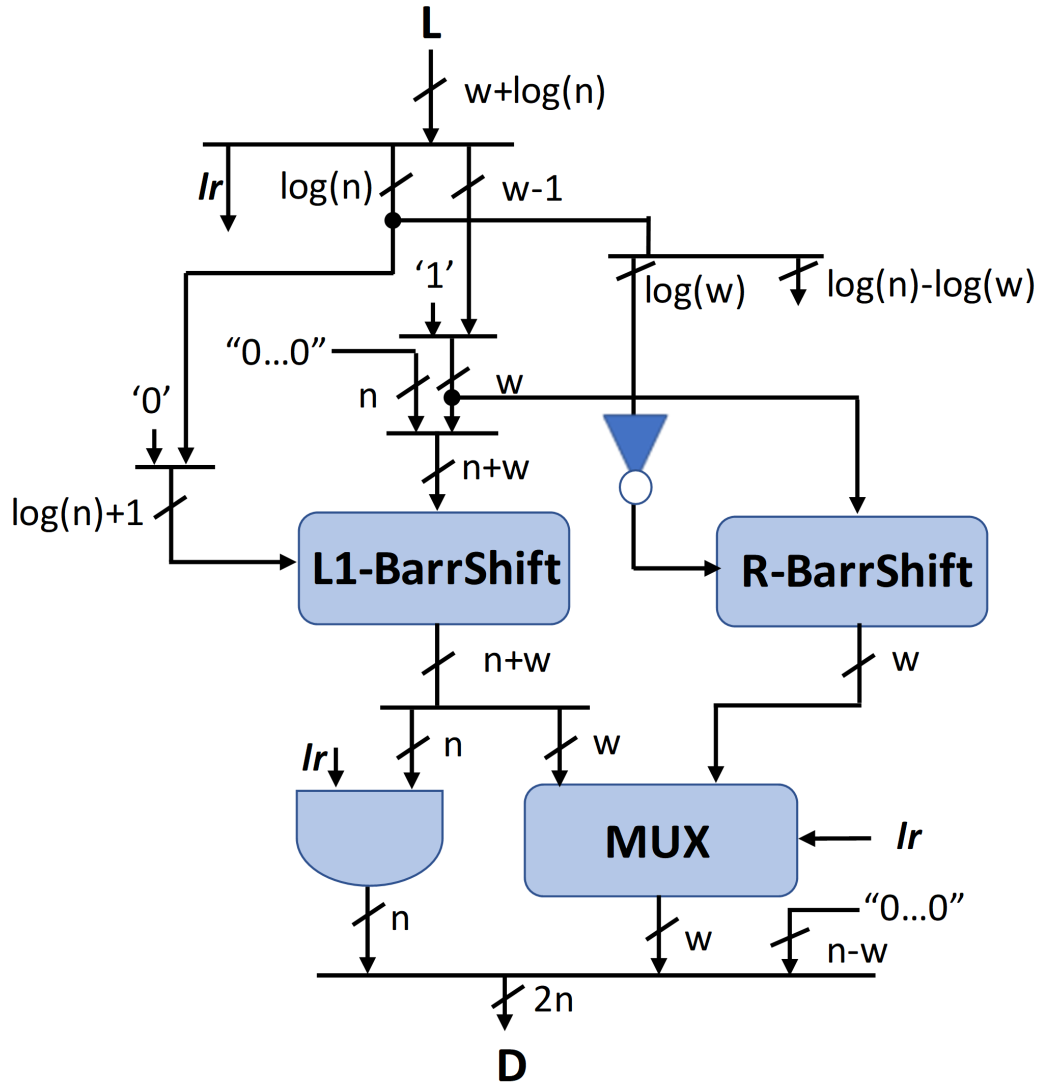 L
w+log(n)
lr
log(n)
w-1
‘1’
log(w)
log(n)-log(w)
“0...0”
n
w
‘0’
n+w
log(n)+1
L1-BarrShift
R-BarrShift
n+w
w
lr
n
w
MUX
lr
“0...0”
n
w
n-w
2n
D